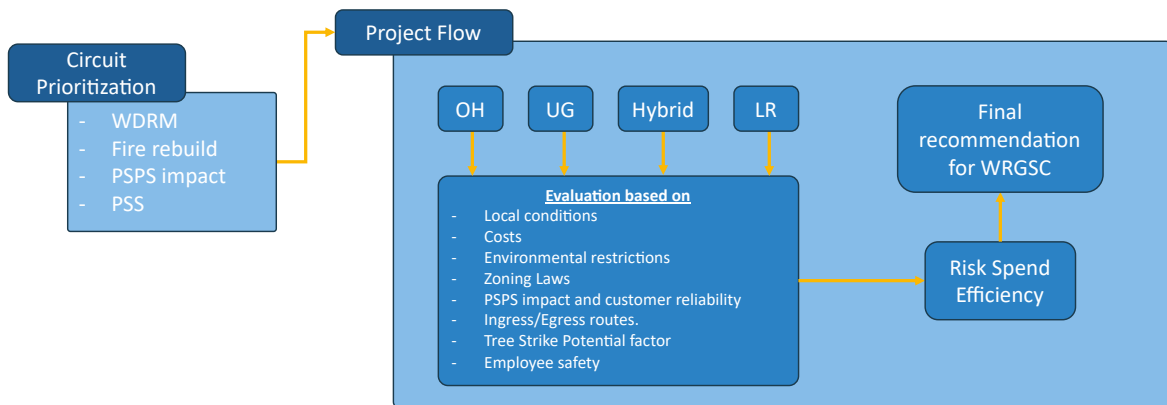 Circuit
Prioritization
- WDRM
- Fire rebuild
- PSPS impact
- PSS
Project Flow
OH
UG
Hybrid
LR
Evaluation based on
- Local conditions
- Costs
- Environmental restrictions
- Zoning Laws
- PSPS impact and customer reliability
- Ingress/Egress routes.
- Tree Strike Potential factor
- Employee safety
Risk Spend
Efficiency
Final
recommendation
for WRGSC